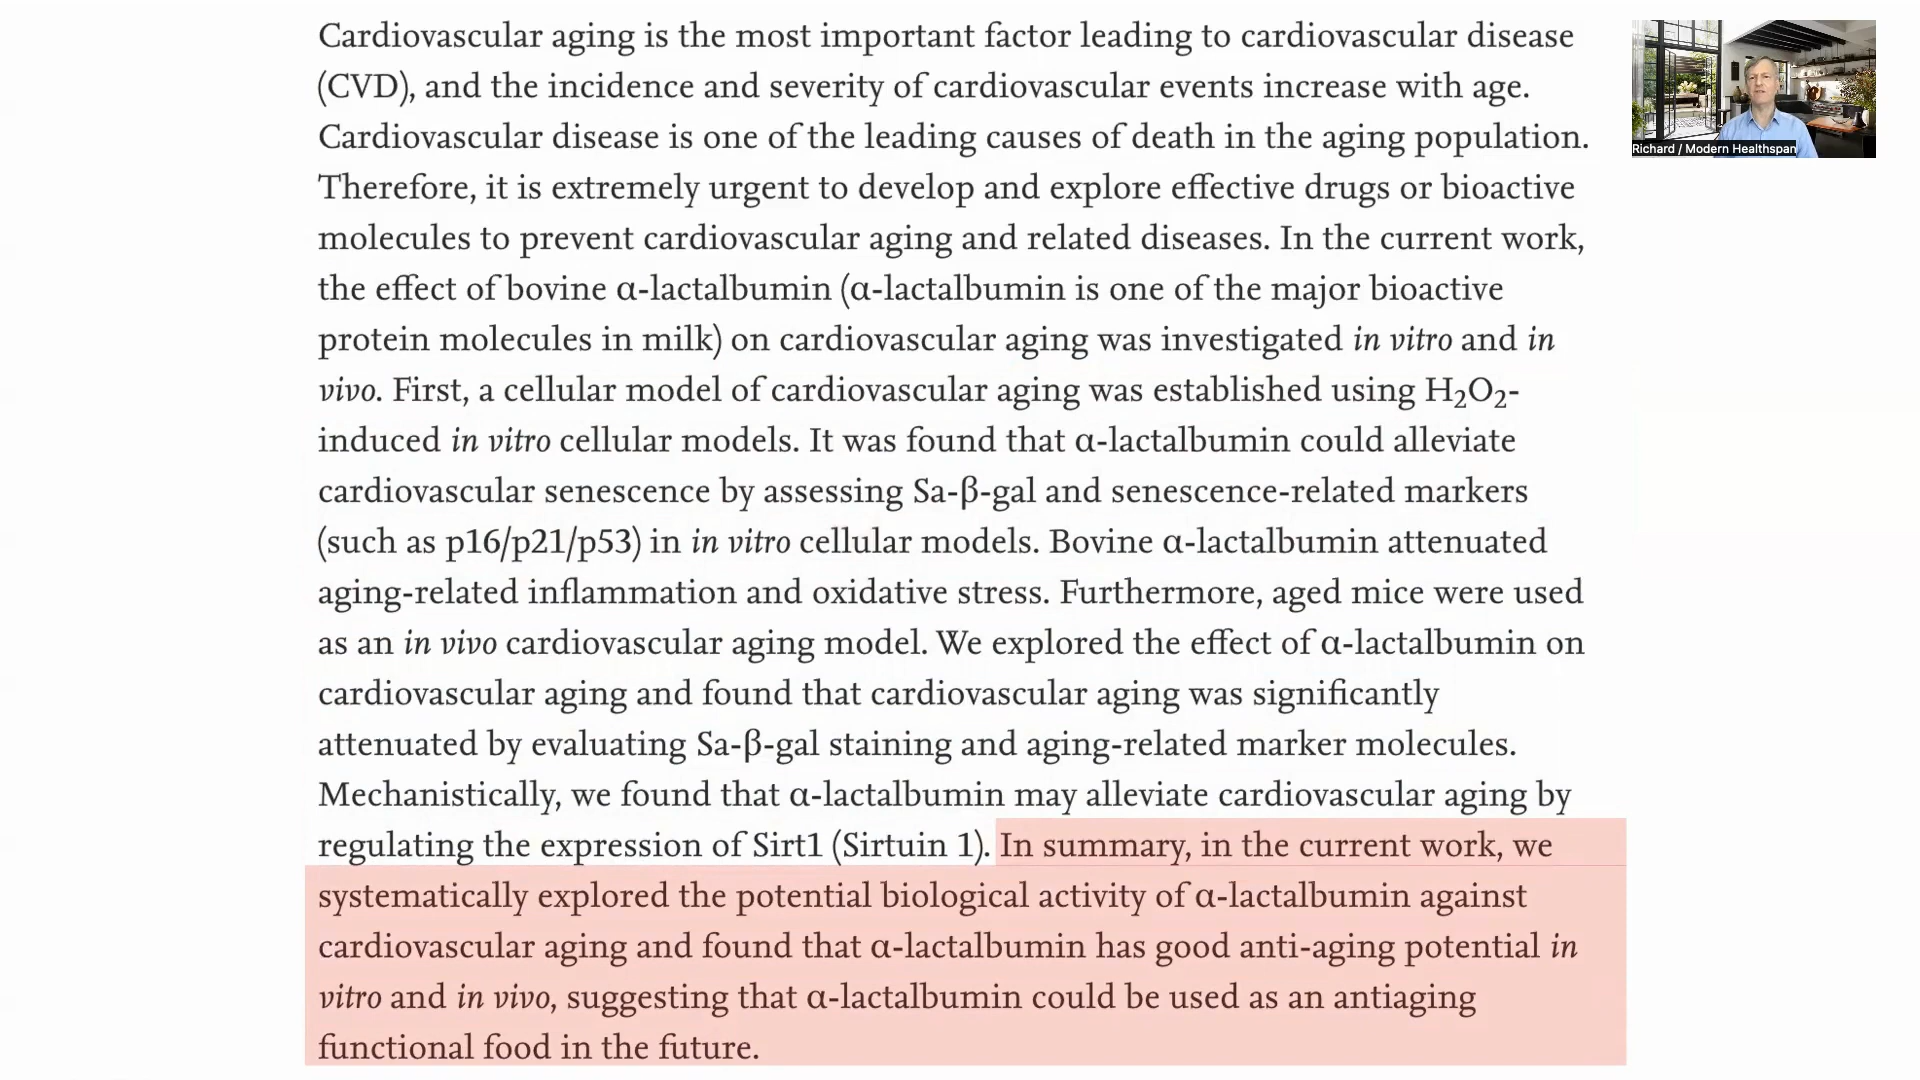 Cardiovascular aging is the most important factor leading to cardiovascular disease
(CVD), and the incidence and severity of cardiovascular events increase with age.
Cardiovascular disease is one of the leading causes of death in the aging population.
Therefore, it is extremely urgent to develop and explore effective drugs or bioactive
molecules to prevent cardiovascular aging and related diseases. In the current work,
the effect of bovine α-lactalbumin (α-lactalbumin is one of the major bioactive
protein molecules in milk) on cardiovascular aging was investigated in vitro and in
vivo. First, a cellular model of cardiovascular aging was established using H₂O₂-
induced in vitro cellular models. It was found that α-lactalbumin could alleviate
cardiovascular senescence by assessing Sa-β-gal and senescence-related markers
(such as p16/p21/p53) in in vitro cellular models. Bovine α-lactalbumin attenuated
aging-related inflammation and oxidative stress. Furthermore, aged mice were used
as an in vivo cardiovascular aging model. We explored the effect of α-lactalbumin on
cardiovascular aging and found that cardiovascular aging was significantly
attenuated by evaluating Sa-β-gal staining and aging-related marker molecules.
Mechanistically, we found that α-lactalbumin may alleviate cardiovascular aging by
regulating the expression of Sirt1 (Sirtuin 1). In summary, in the current work, we
systematically explored the potential biological activity of α-lactalbumin against
cardiovascular aging and found that α-lactalbumin has good anti-aging potential in
vitro and in vivo, suggesting that α-lactalbumin could be used as an antiaging
functional food in the future.
Richard / Modern Healthspan